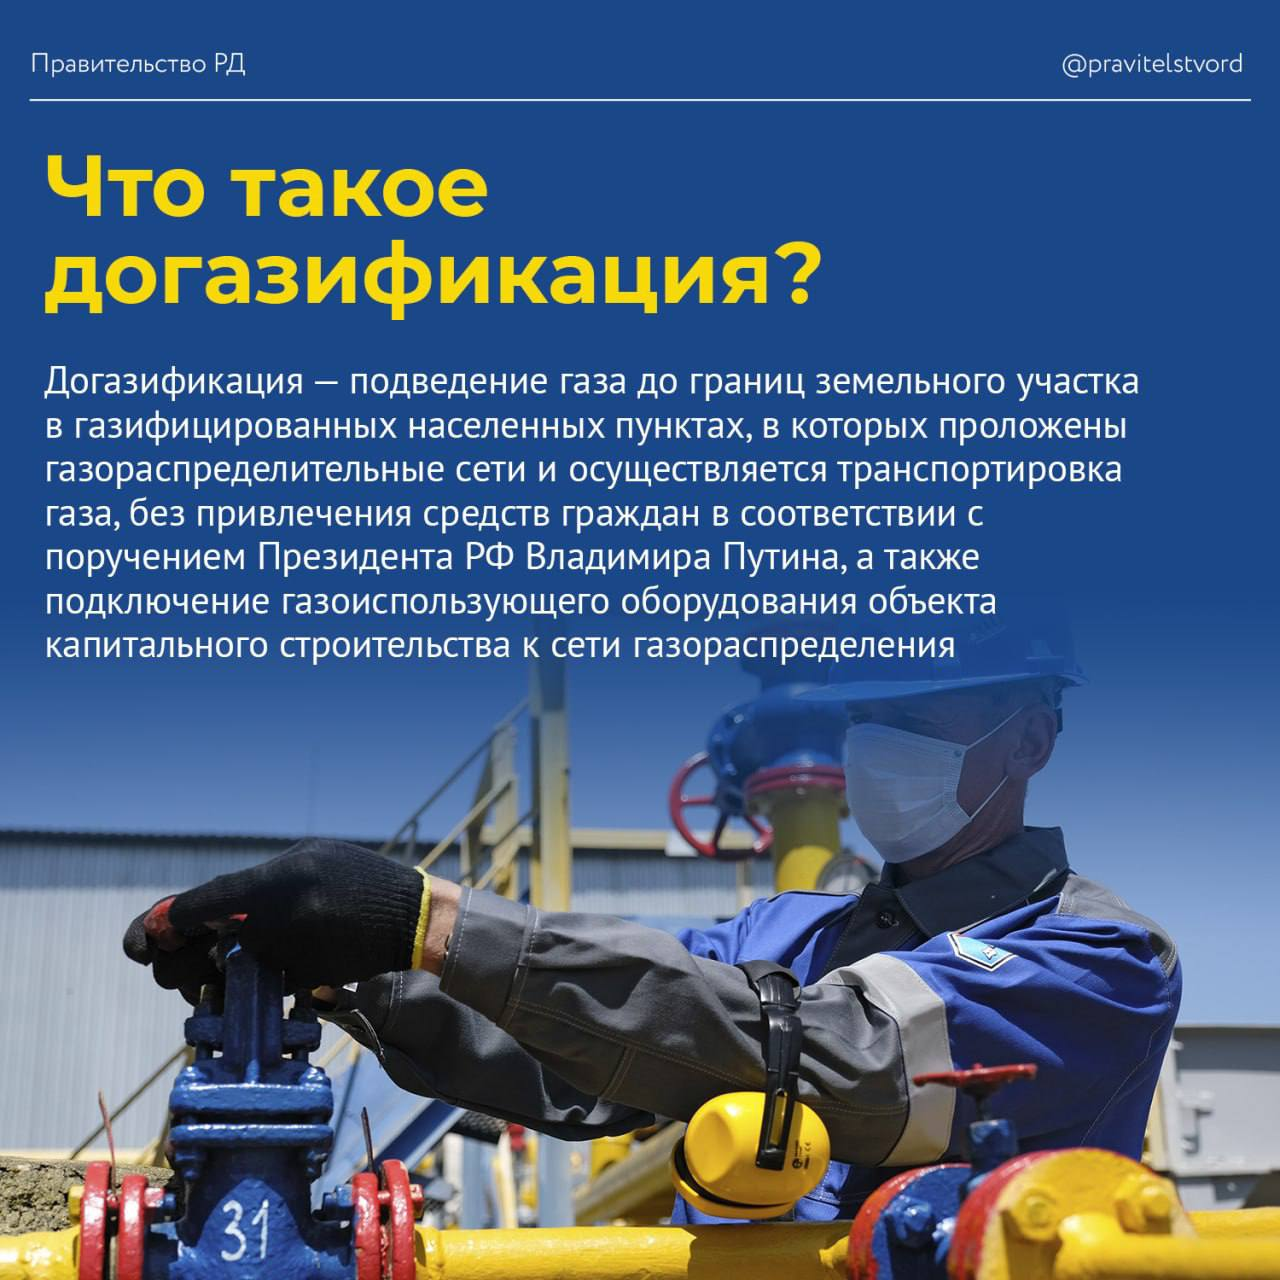 Правительство РД
@pravitelstvord
Что такое
догазификация?
Догазификация — подведение газа до границ земельного участка
в газифицированных населенных пунктах, в которых проложены
газораспределительные сети и осуществляется транспортировка
газа, без привлечения средств граждан в соответствии с
поручением Президента РФ Владимира Путина, а также
подключение газоиспользующего оборудования объекта
капитального строительства к сети газораспределения
31